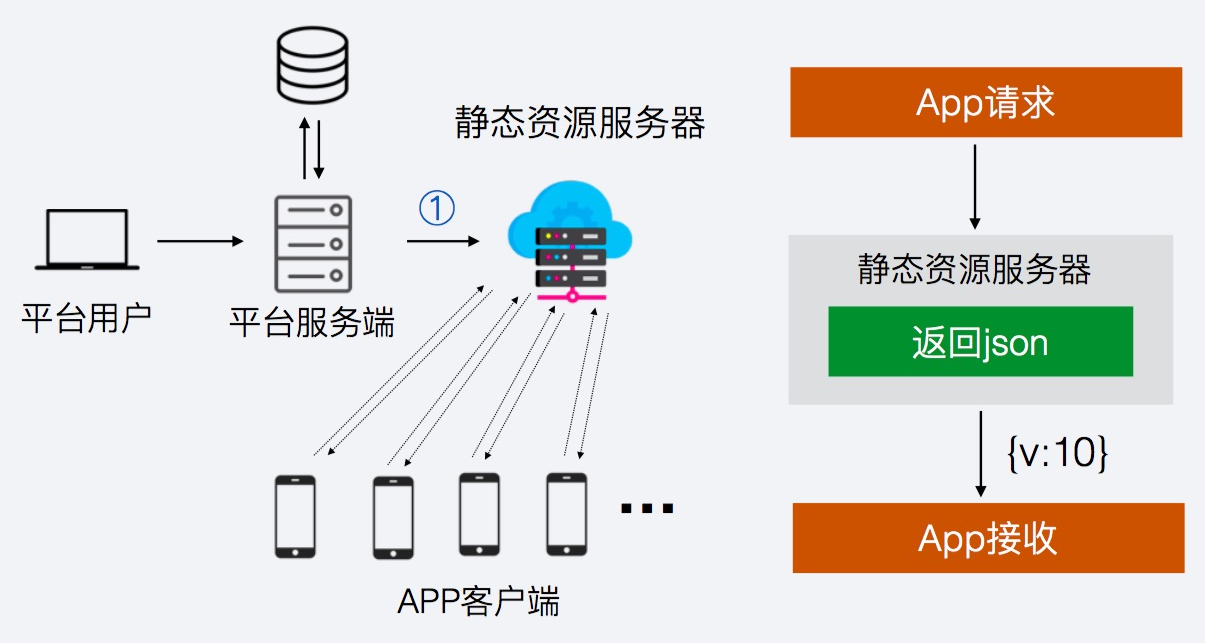 静态资源服务器
①
平台用户
平台服务端
APP客户端
App请求
静态资源服务器
返回json
{v:10}
App接收